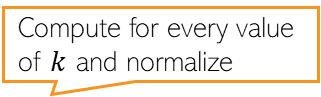 Compute for every value
of k and normalize